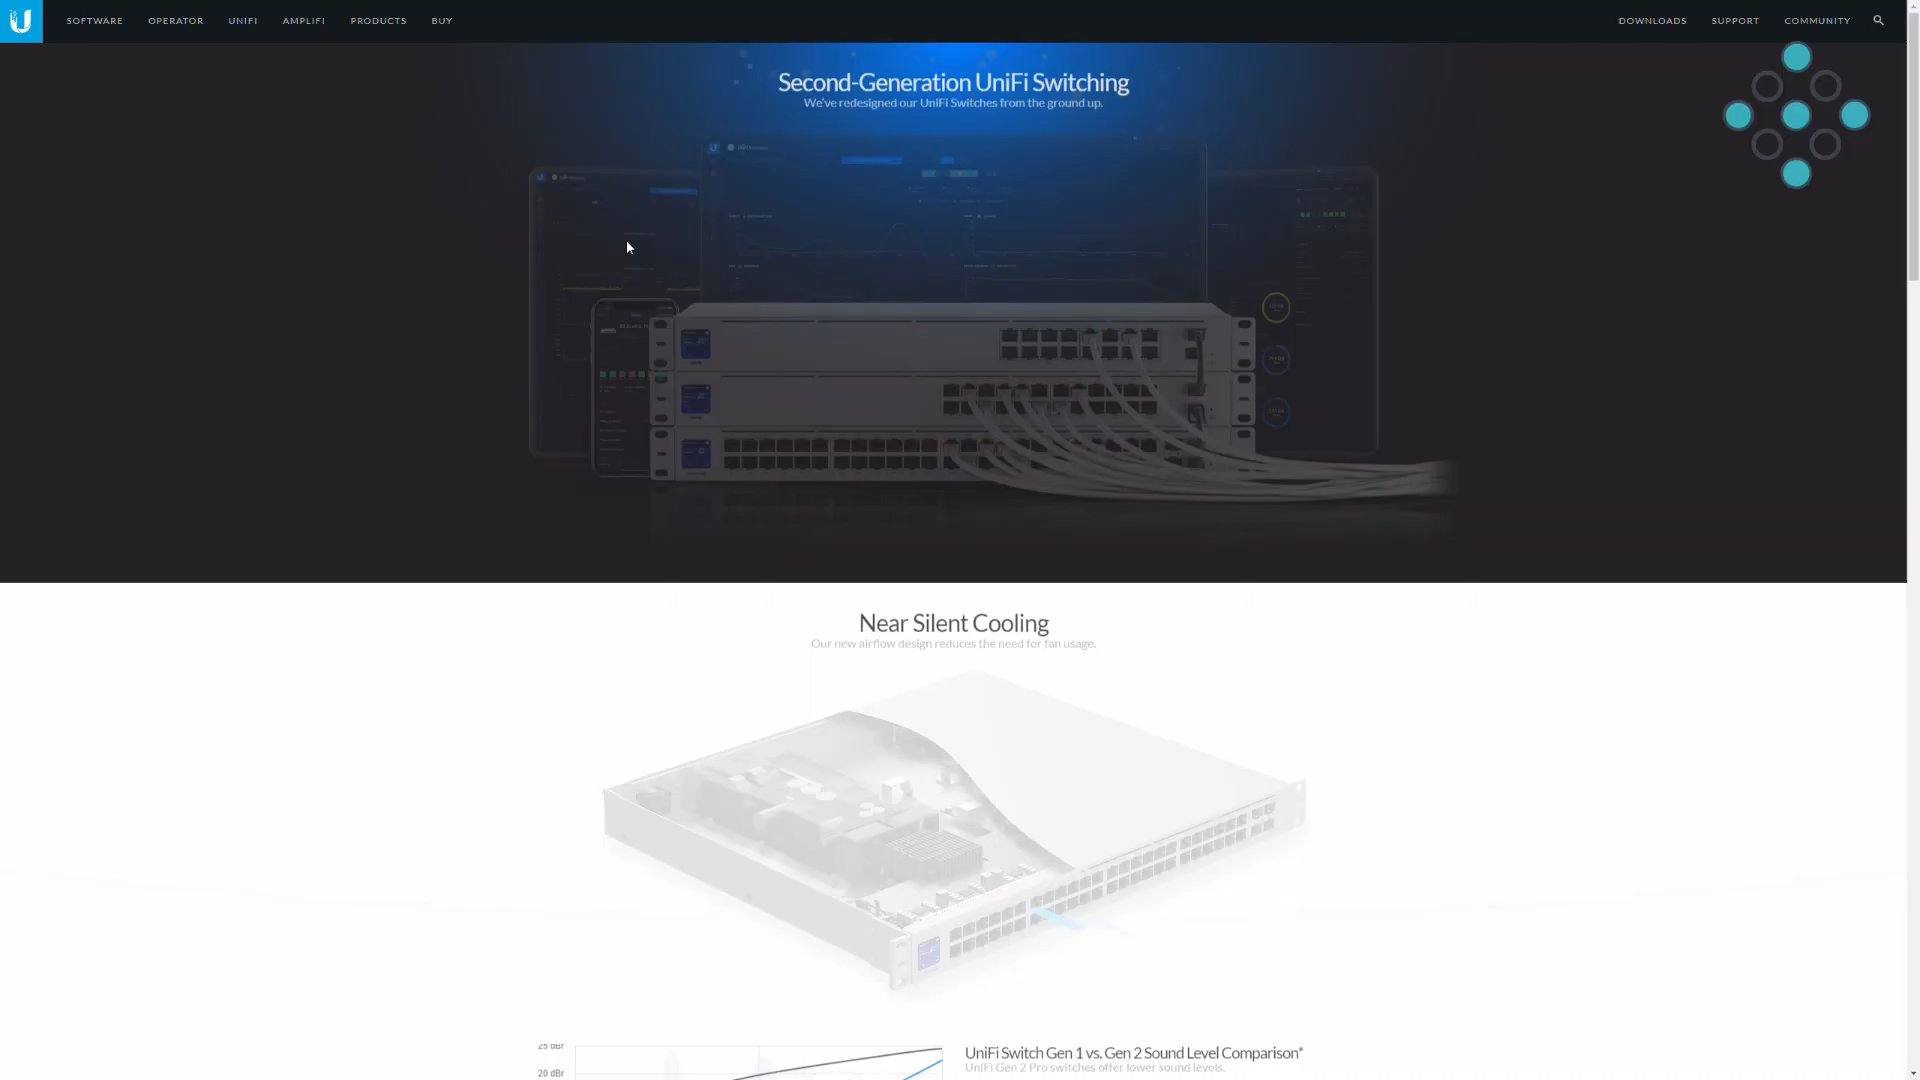 SOFTWARE OPERATOR UNIFI AMPLIFI PRODUCTS BUY DOWNLOADS SUPPORT COMMUNITY
Second-Generation UniFi Switching
We've redesigned our UniFi Switches from the ground up.
Near Silent Cooling
Our new airflow design reduces the need for fan usage.
25 dBr
UniFi Switch Gen 1 vs. Gen 2 Sound Level Comparison*
20 dBr
UniFi Gen 2 Pro switches offer lower sound levels.